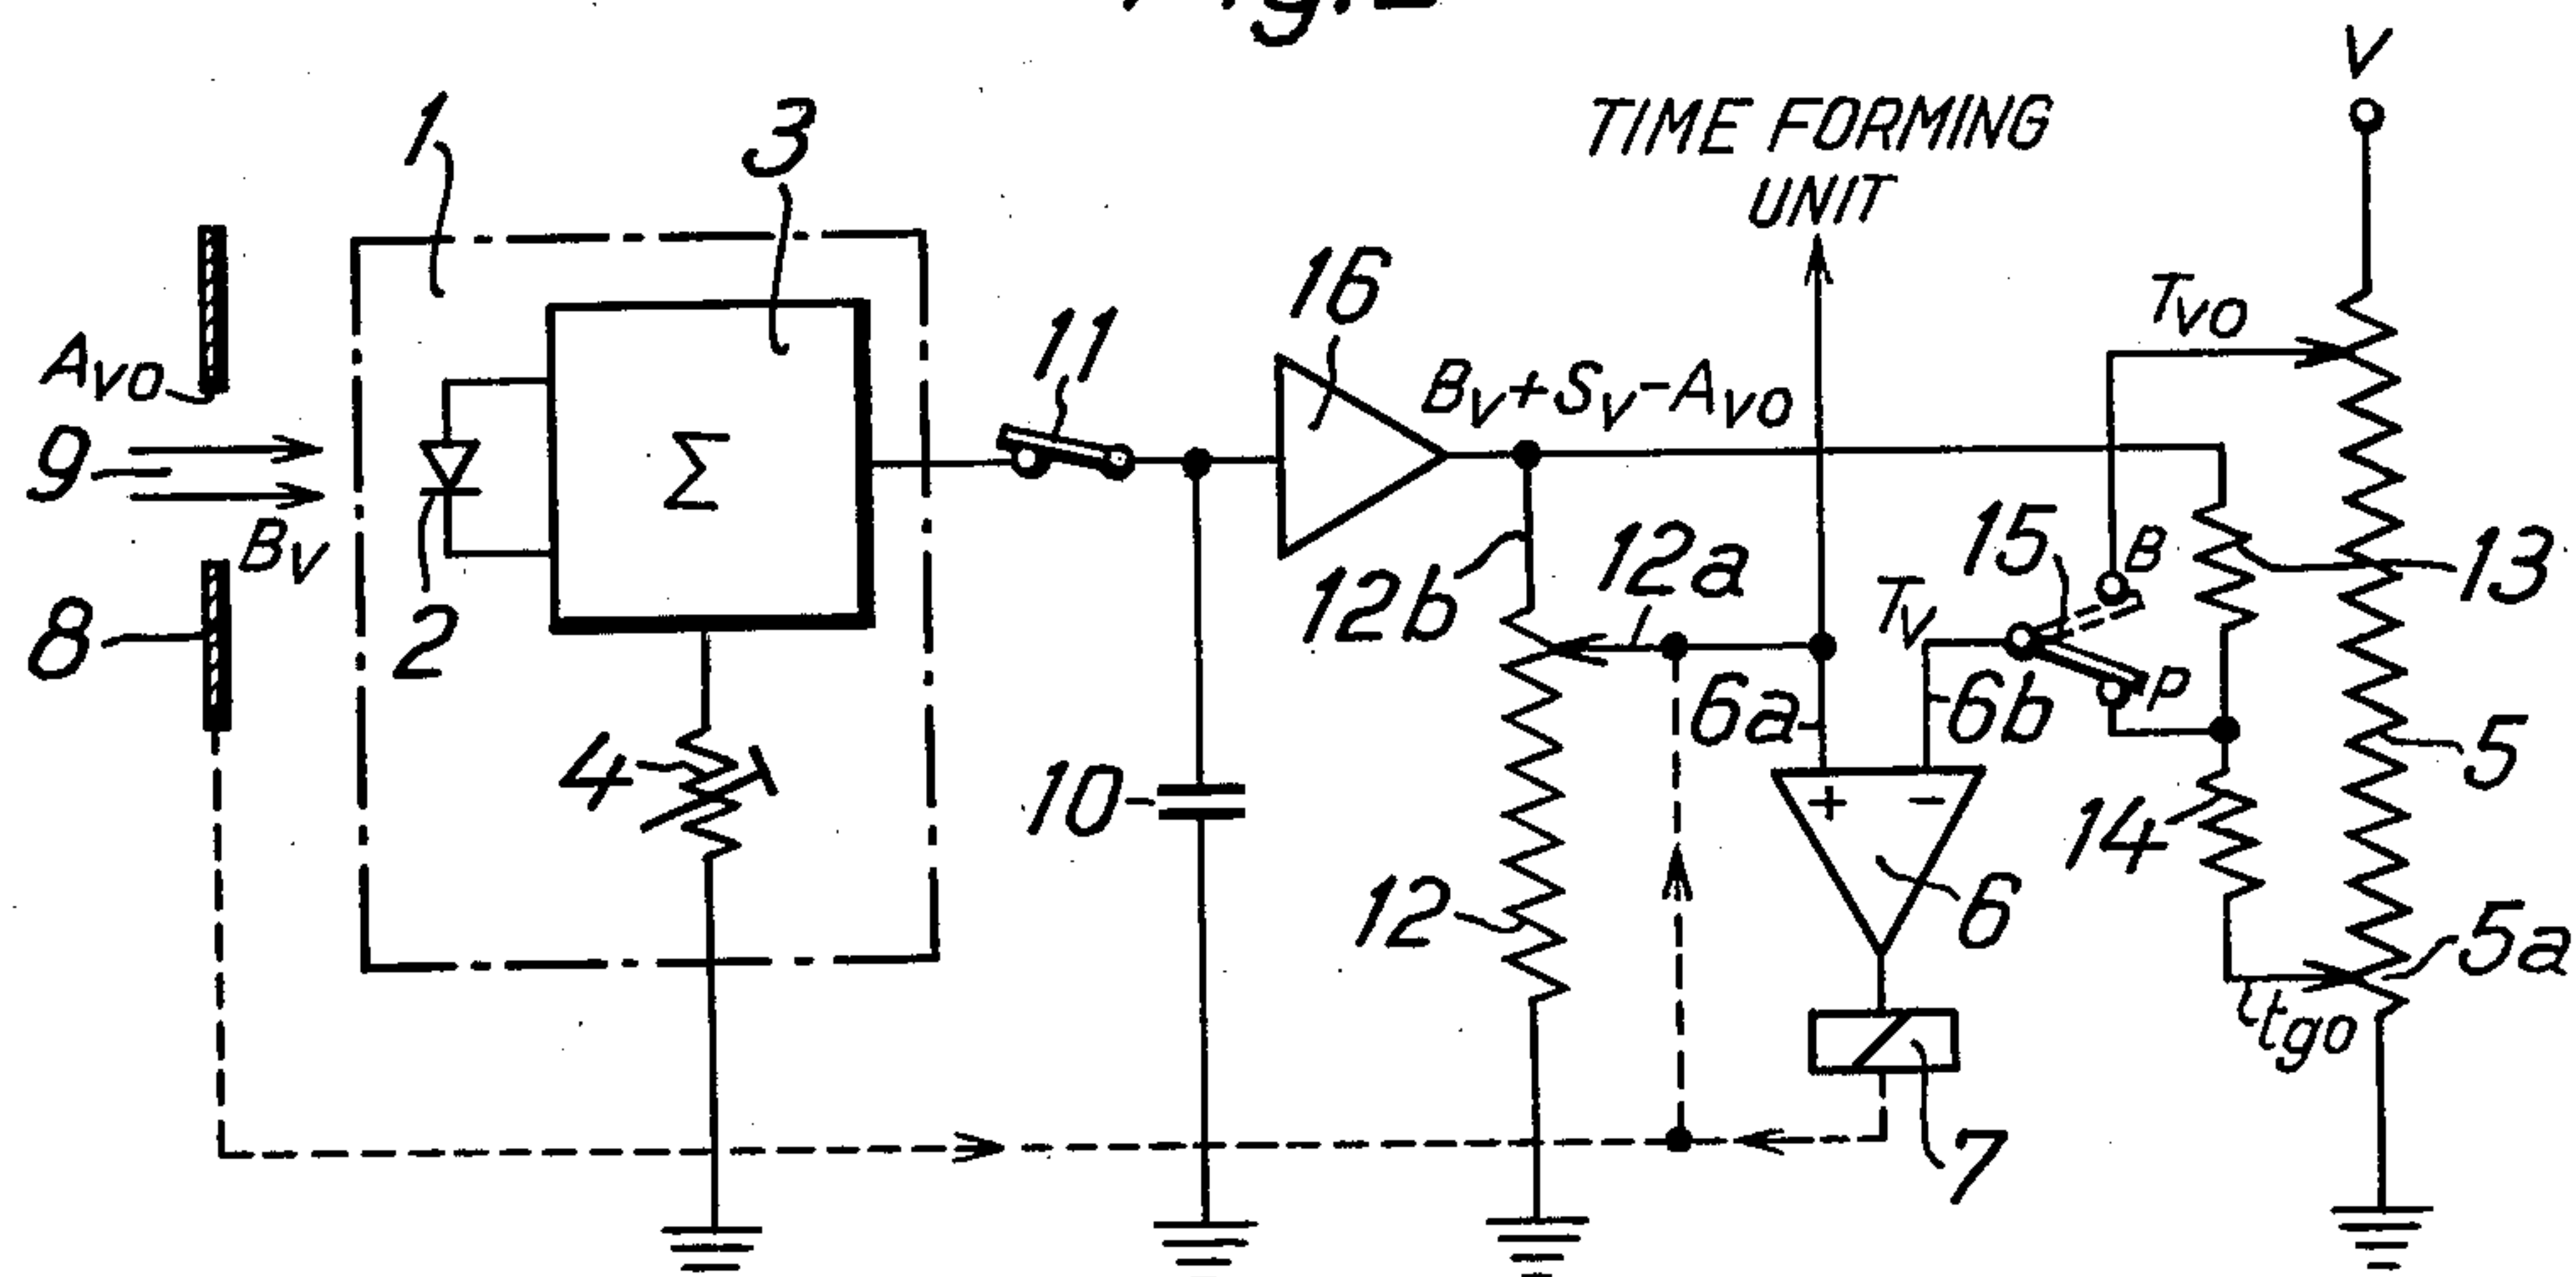 V
TIME FORMING
UNIT
1
3
16
11
Tvo
Avo
Bv+Sv-Avo
9
Σ
Bv
15
B
13
12a
12b
Tv
8
2
P
6a
6b
5
4
+
-
10
14
12
6
5a
tgo
7